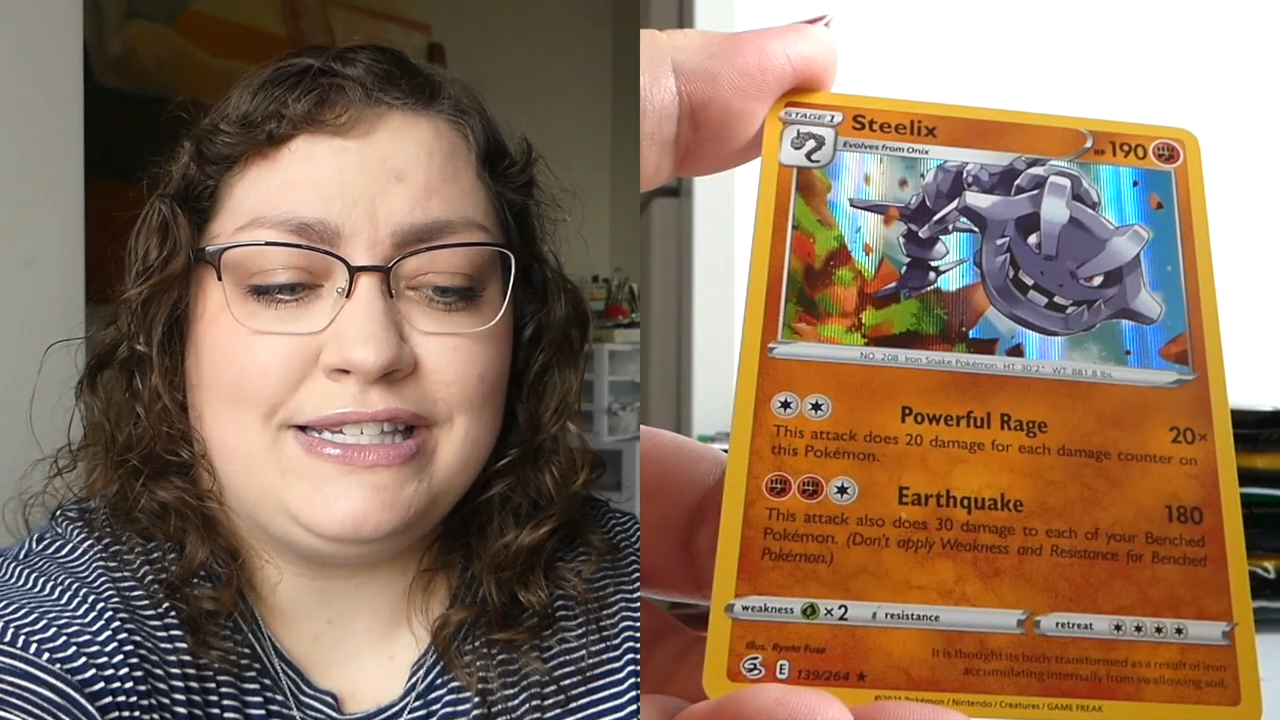 STAGE 1
Steelix
Evolves from Onix
HP 190
NO. 208 Iron Snake Pokémon HT: 30'2" WT: 881.8 lbs.
Powerful Rage 20×
This attack does 20 damage for each damage counter on
this Pokémon.
Earthquake 180
This attack also does 30 damage to each of your Benched
Pokémon. (Don't apply Weakness and Resistance for Benched
Pokémon.)
weakness ×2 resistance retreat
Illus. Ryota Fuse
It is thought its body transformed as a result of iron
accumulating internally from swallowing soil.
E 139/264 ★
©2021 Pokémon / Nintendo / Creatures / GAME FREAK